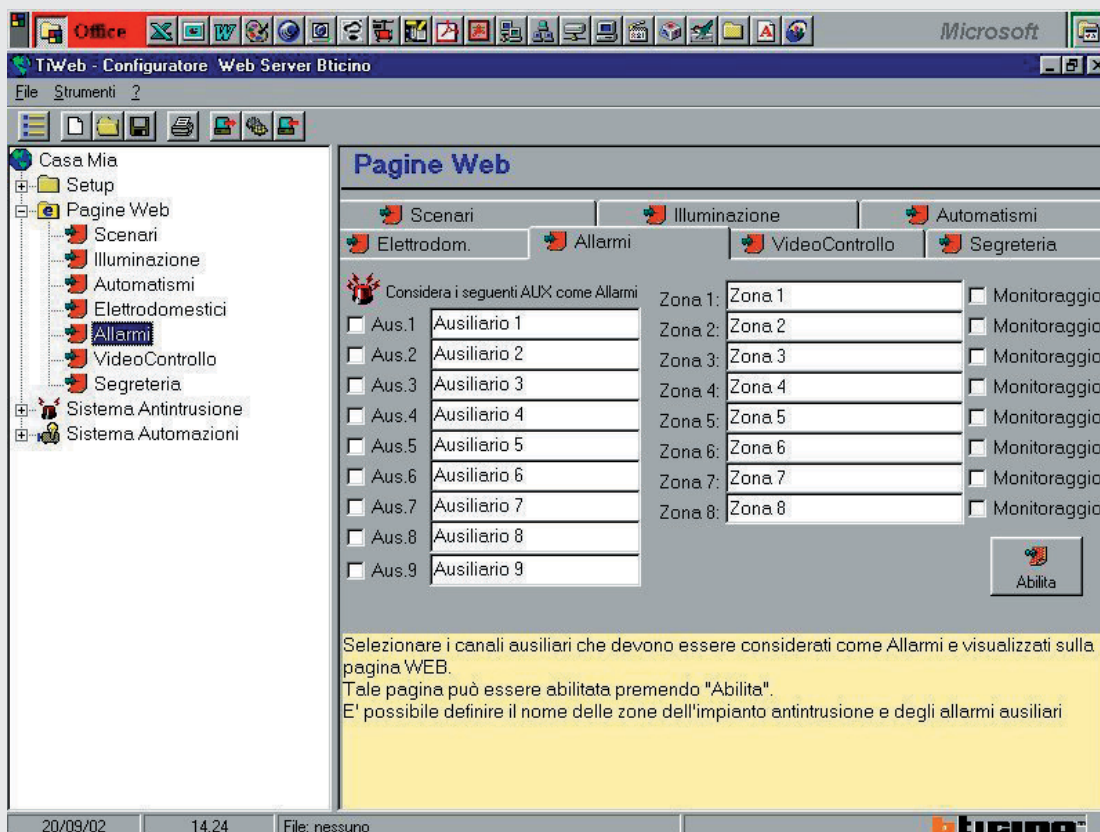 Office
Microsoft
TiWeb - Configuratore Web Server Bticino
File Strumenti ?
Casa Mia
Setup
Pagine Web
Scenari
Illuminazione
Automatismi
Elettrodomestici
Allarmi
VideoControllo
Segreteria
Sistema Antintrusione
Sistema Automazioni
Pagine Web
Scenari Illuminazione Automatismi
Elettrodom. Allarmi VideoControllo Segreteria
Considera i seguenti AUX come Allarmi
Aus.1 Ausiliario 1
Aus.2 Ausiliario 2
Aus.3 Ausiliario 3
Aus.4 Ausiliario 4
Aus.5 Ausiliario 5
Aus.6 Ausiliario 6
Aus.7 Ausiliario 7
Aus.8 Ausiliario 8
Aus.9 Ausiliario 9
Zona 1: Zona 1 Monitoraggio
Zona 2: Zona 2 Monitoraggio
Zona 3: Zona 3 Monitoraggio
Zona 4: Zona 4 Monitoraggio
Zona 5: Zona 5 Monitoraggio
Zona 6: Zona 6 Monitoraggio
Zona 7: Zona 7 Monitoraggio
Zona 8: Zona 8 Monitoraggio
Abilita
Selezionare i canali ausiliari che devono essere considerati come Allarmi e visualizzati sulla
pagina WEB.
Tale pagina può essere abilitata premendo "Abilita".
E' possibile definire il nome delle zone dell'impianto antintrusione e degli allarmi ausiliari
20/09/02 14.24 File: nessuno
bticino